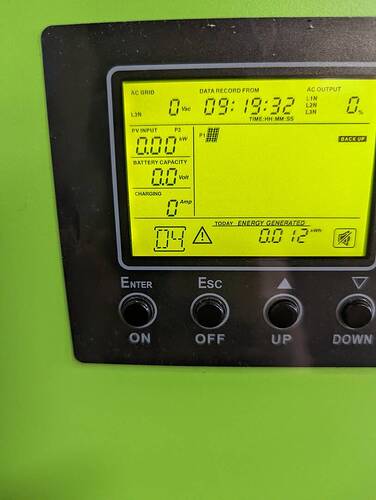 AC GRID DATA RECORD FROM AC OUTPUT
L3N 0 Vac 09:19:32 L1N L2N L3N 0 %
TIME:HH:MM:SS
PV INPUT P2 P1 BACK UP
0.00 kW
BATTERY CAPACITY
0.0 Volt
CHARGING
0 Amp
TODAY ENERGY GENERATED
04 0.012 kWh
ENTER ESC
ON OFF UP DOWN